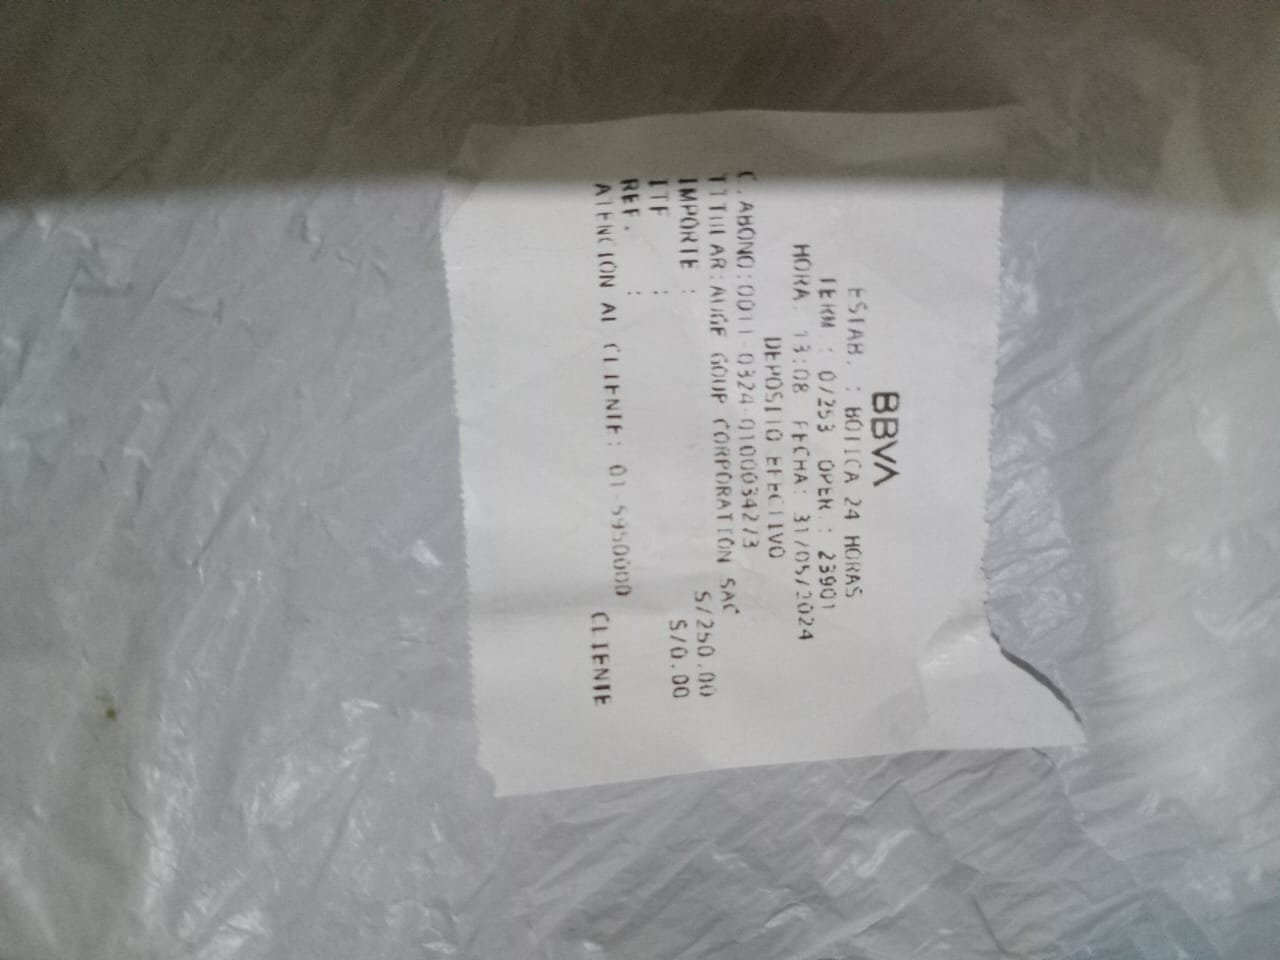 BBVA
ESTAB. : BOTICA 24 HORAS
TERM : 07253 OPER.: 23901
HORA. 13:08 FECHA: 31/05/2024
DEPOSITO EFECTIVO
C.ABONO:0011-0324-0100034273
TITULAR:AUGE GOUP CORPORATION SAC
IMPORTE : S/250.00
ITF : S/0.00
REF. :
ATENCION AL CLIENTE: 01-5950000 CLIENTE